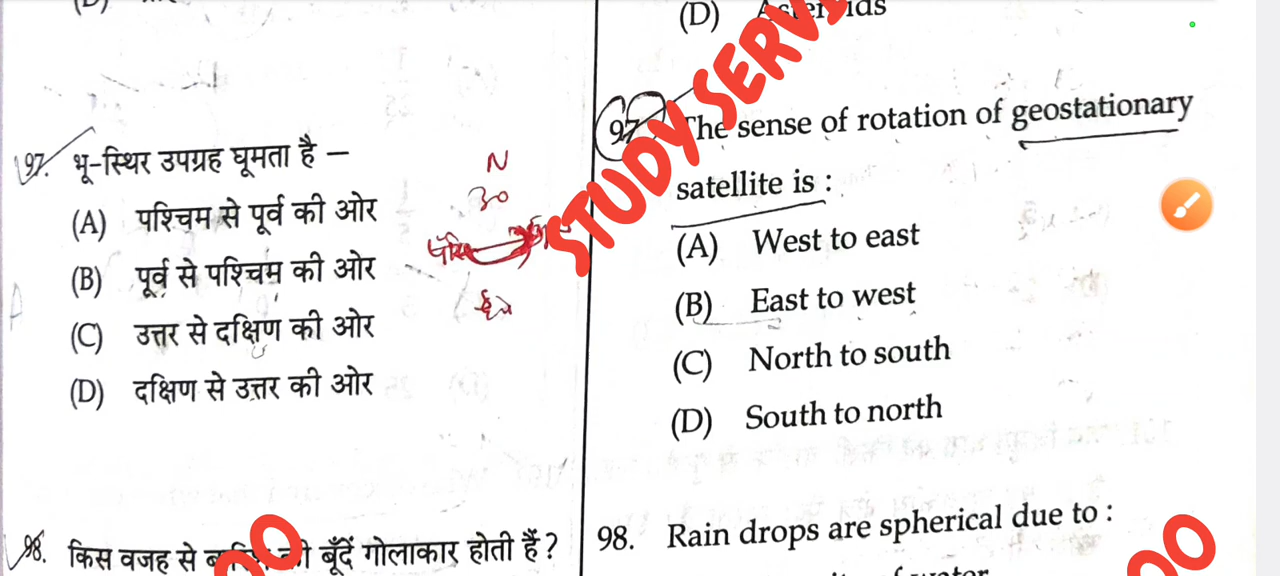 97. भू-स्थिर उपग्रह घूमता है –
(A) पश्चिम से पूर्व की ओर
(B) पूर्व से पश्चिम की ओर
(C) उत्तर से दक्षिण की ओर
(D) दक्षिण से उत्तर की ओर
N
98. किस वजह से की बूँदें गोलाकार होती हैं ?
(D)
97. The sense of rotation of geostationary
satellite is :
(A) West to east
(B) East to west
(C) North to south
(D) South to north
98. Rain drops are spherical due to :
STUDY